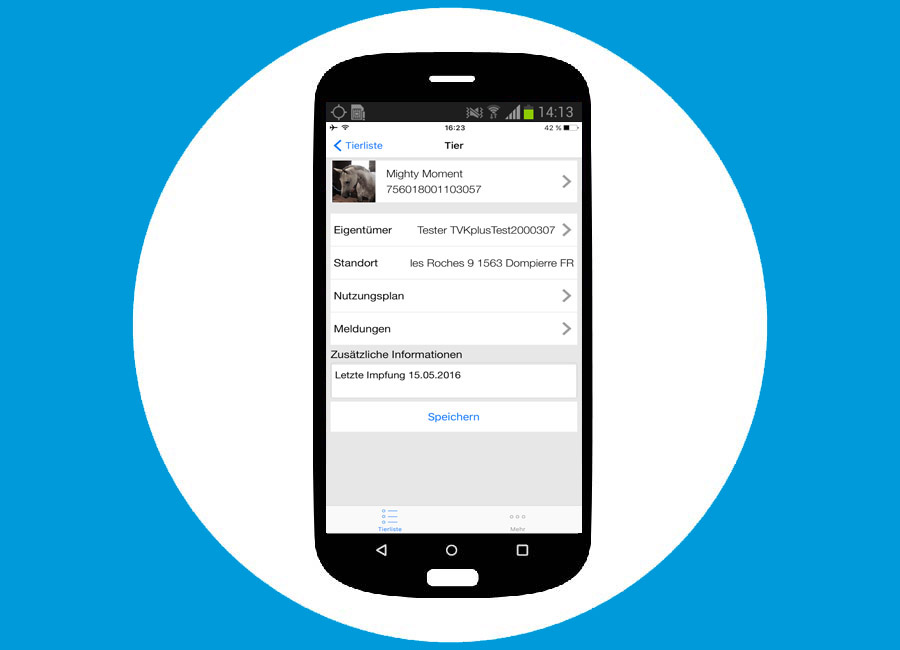 14:13
16:23
42 %
Tierliste
Tier
Mighty Moment
756018001103057
Eigentümer Tester TVKplusTest2000307
Standort les Roches 9 1563 Dompierre FR
Nutzungsplan
Meldungen
Zusätzliche Informationen
Letzte Impfung 15.05.2016
Speichern
Tierliste
Mehr